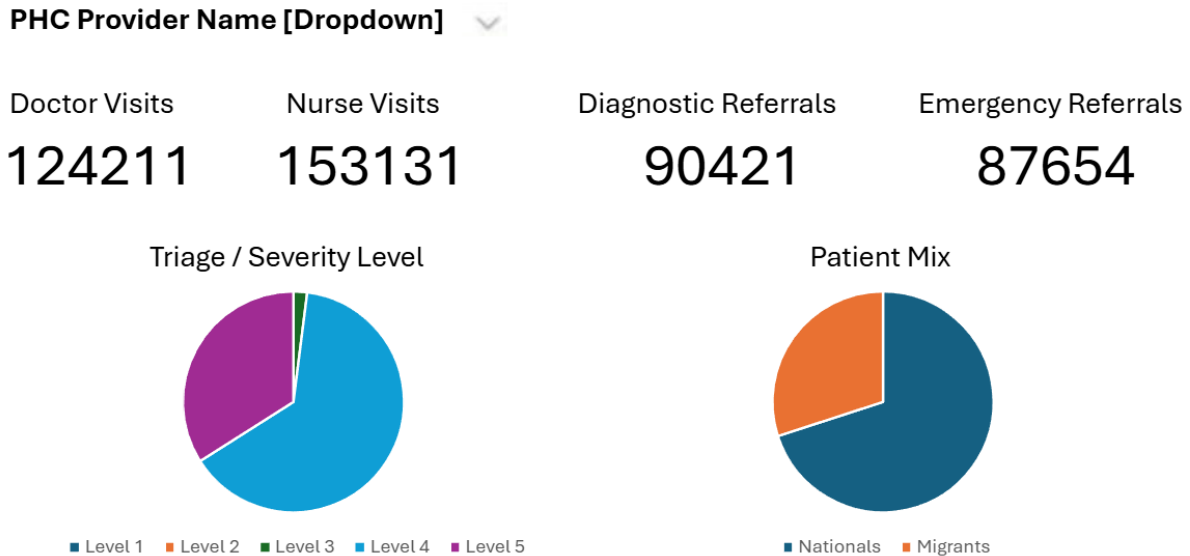 PHC Provider Name [Dropdown]
Doctor Visits Nurse Visits Diagnostic Referrals Emergency Referrals
124211 153131 90421 87654
Triage / Severity Level Patient Mix
Level 1 Level 2 Level 3 Level 4 Level 5 Nationals Migrants